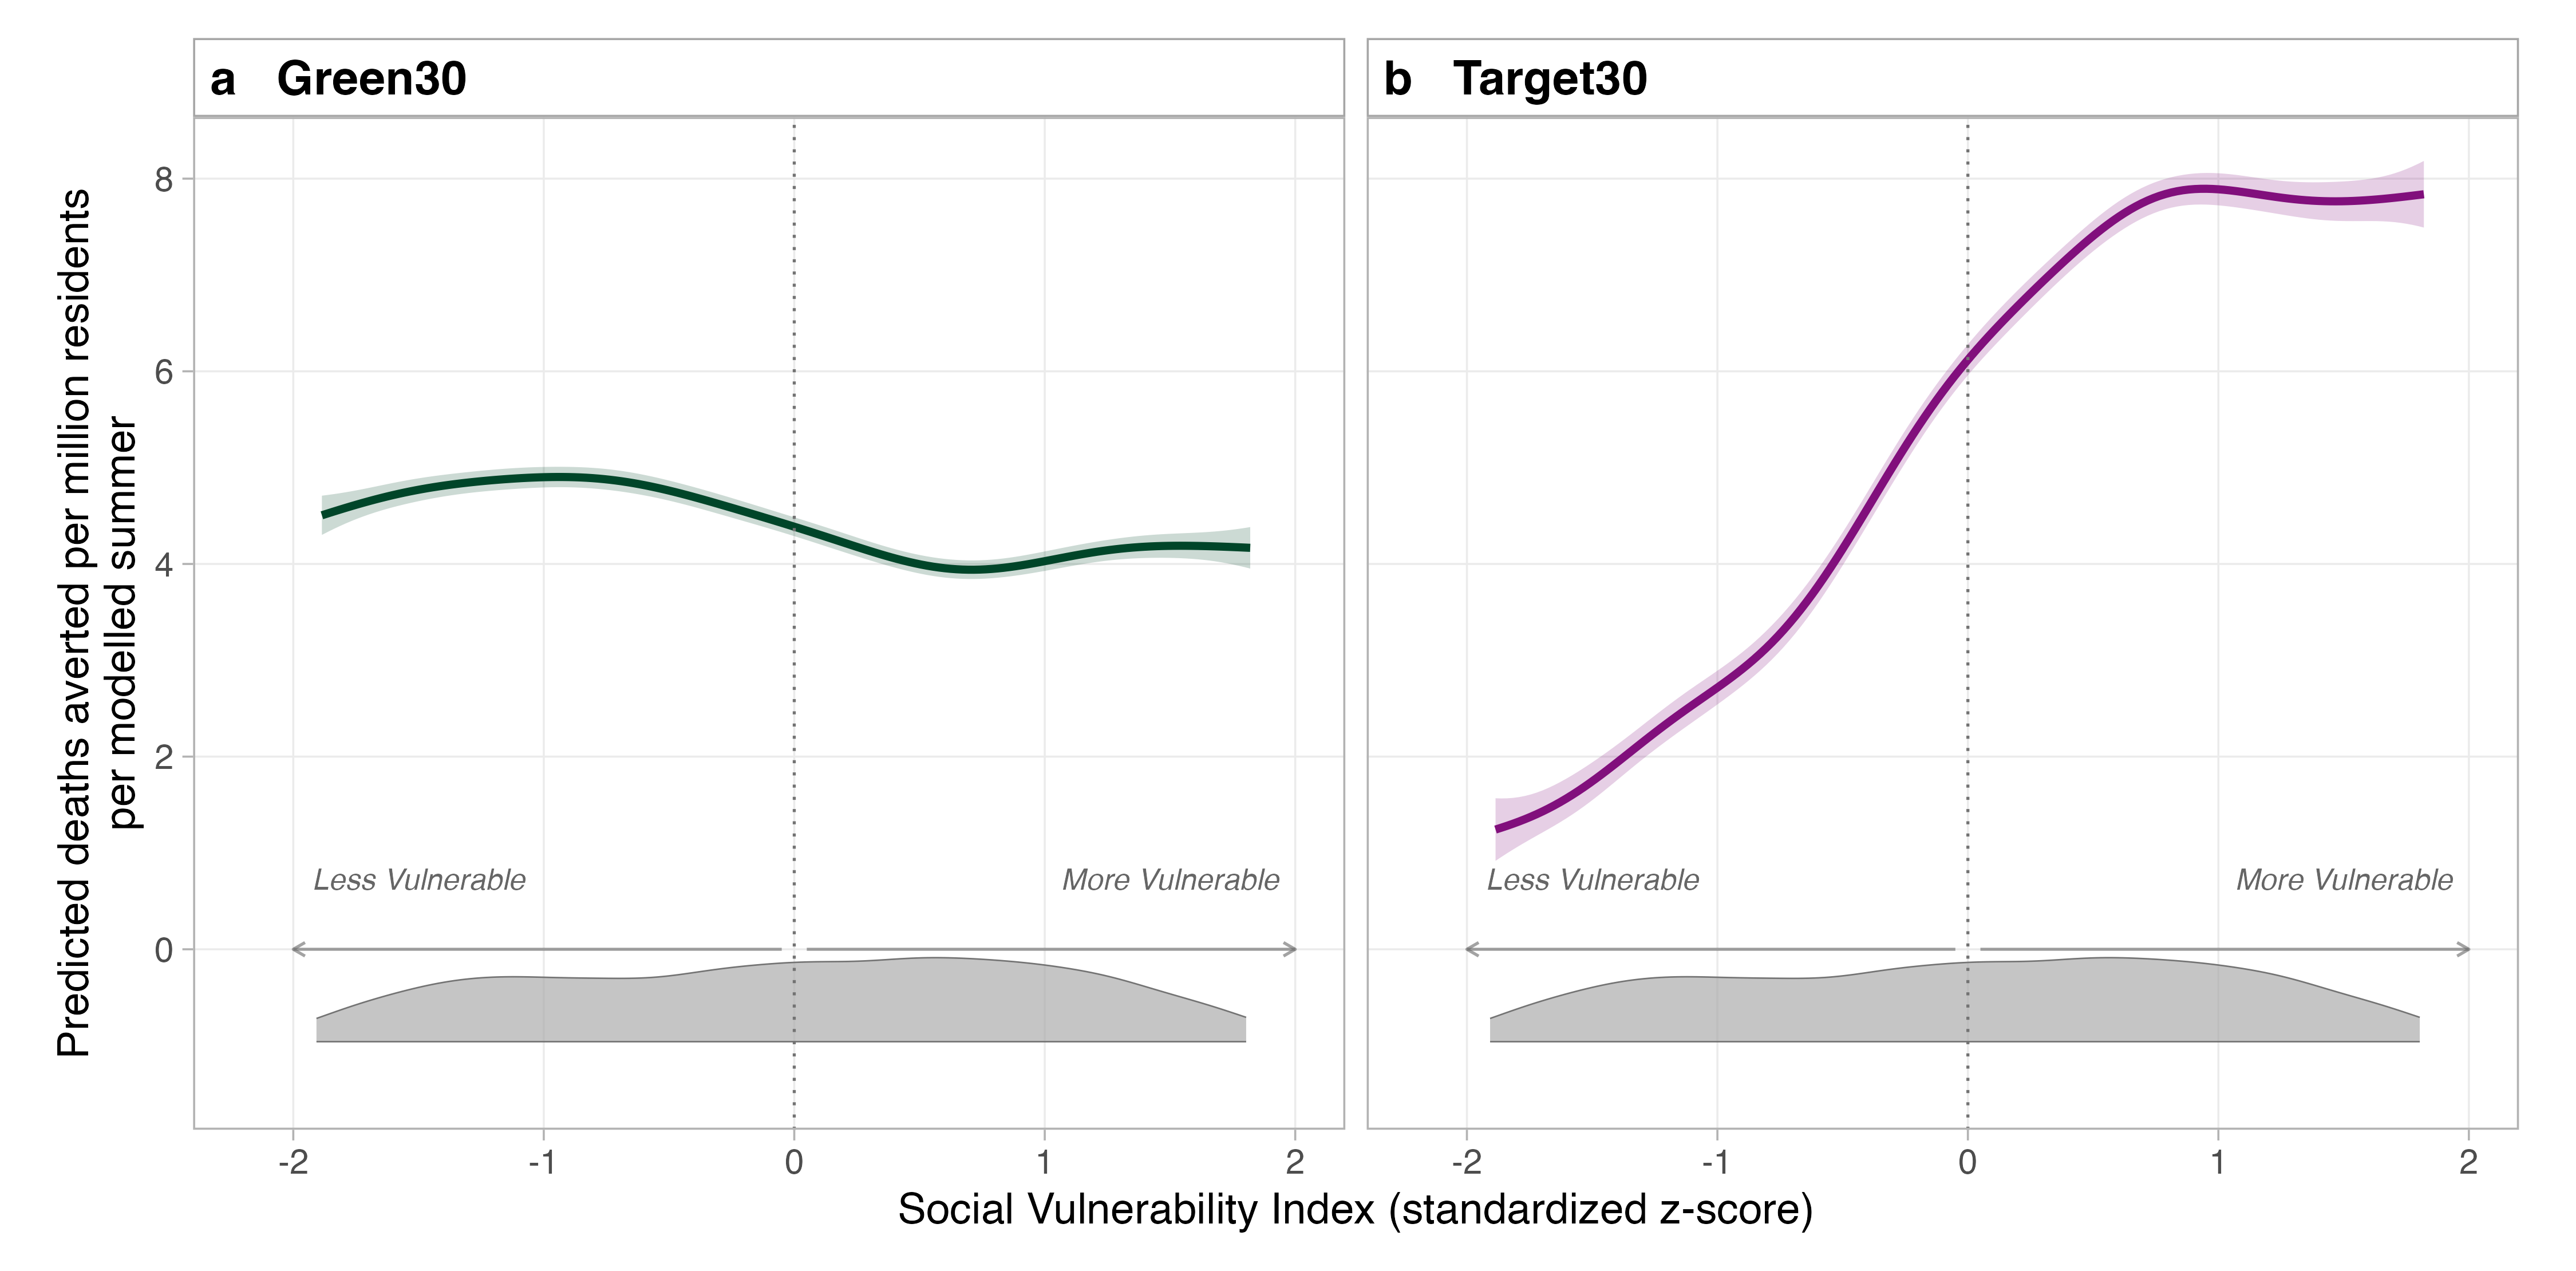 a Green30
b Target30
Predicted deaths averted per million residents
per modelled summer
8
6
4
2
0
Less Vulnerable
More Vulnerable
Less Vulnerable
More Vulnerable
-2 -1 0 1 2
-2 -1 0 1 2
Social Vulnerability Index (standardized z-score)